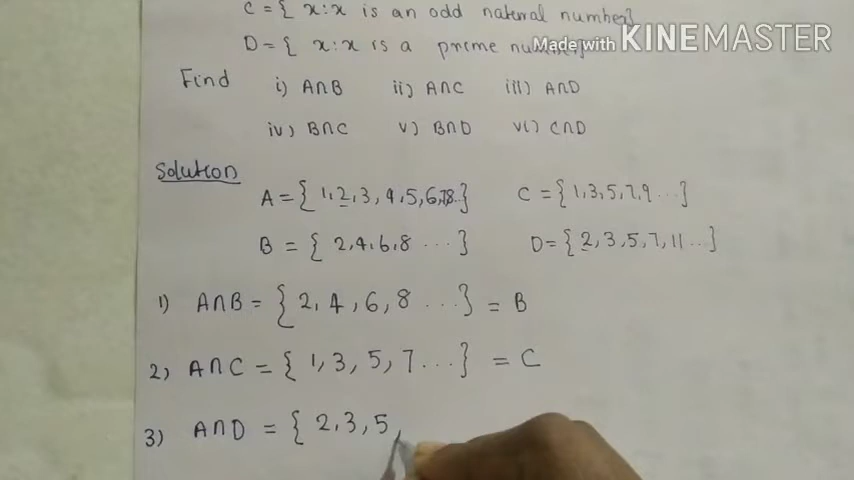 C = { x:x is an odd natural number}
D = { x:x is a prime number}
Made with KINEMASTER
Find i) A∩B ii) A∩C iii) A∩D
iv) B∩C v) B∩D vi) C∩D
Solution
A = { 1,2,3,4,5,6,7,8..} C = {1,3,5,7,9 ...}
B = { 2,4,6,8 ....} D = {2,3,5,7,11...}
1) A∩B = { 2,4,6,8 ....} = B
2) A∩C = { 1,3,5,7....} = C
3) A∩D = { 2,3,5,